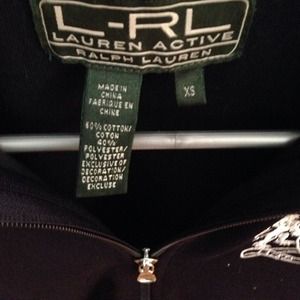 L-RL
LAUREN ACTIVE
RALPH LAUREN
XS
MADE IN
CHINA
FABRIQUE EN
CHINE
60% COTTON/
COTON
40%
POLYESTER/
POLYESTER
EXCLUSIVE OF
DECORATION/
DECORATION
EXCLUSE